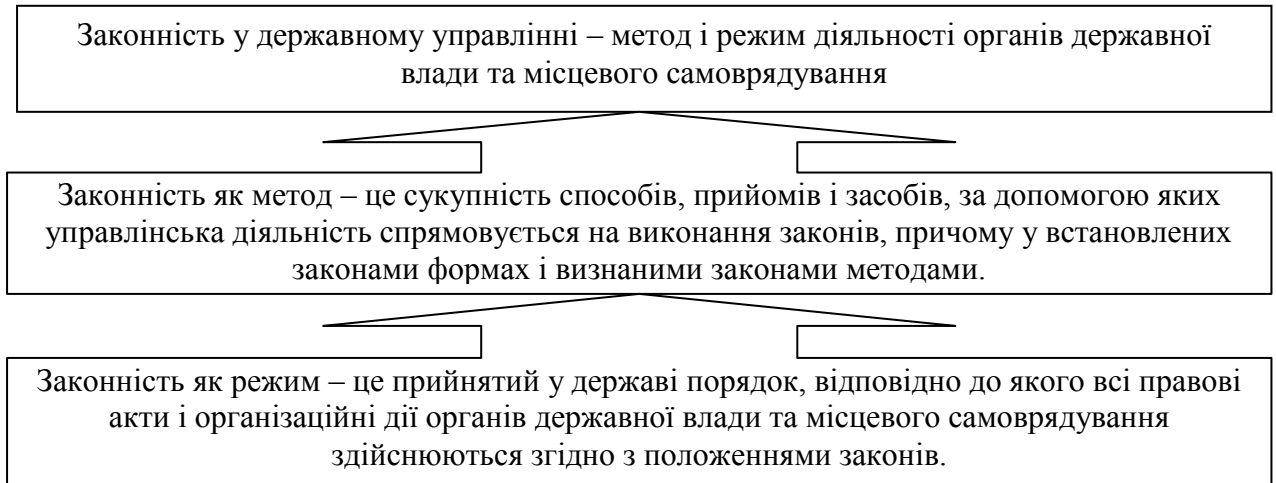 Законність у державному управлінні – метод і режим діяльності органів державної
влади та місцевого самоврядування
Законність як метод – це сукупність способів, прийомів і засобів, за допомогою яких
управлінська діяльність спрямовується на виконання законів, причому у встановлених
законами формах і визнаними законами методами.
Законність як режим – це прийнятий у державі порядок, відповідно до якого всі правові
акти і організаційні дії органів державної влади та місцевого самоврядування
здійснюються згідно з положеннями законів.